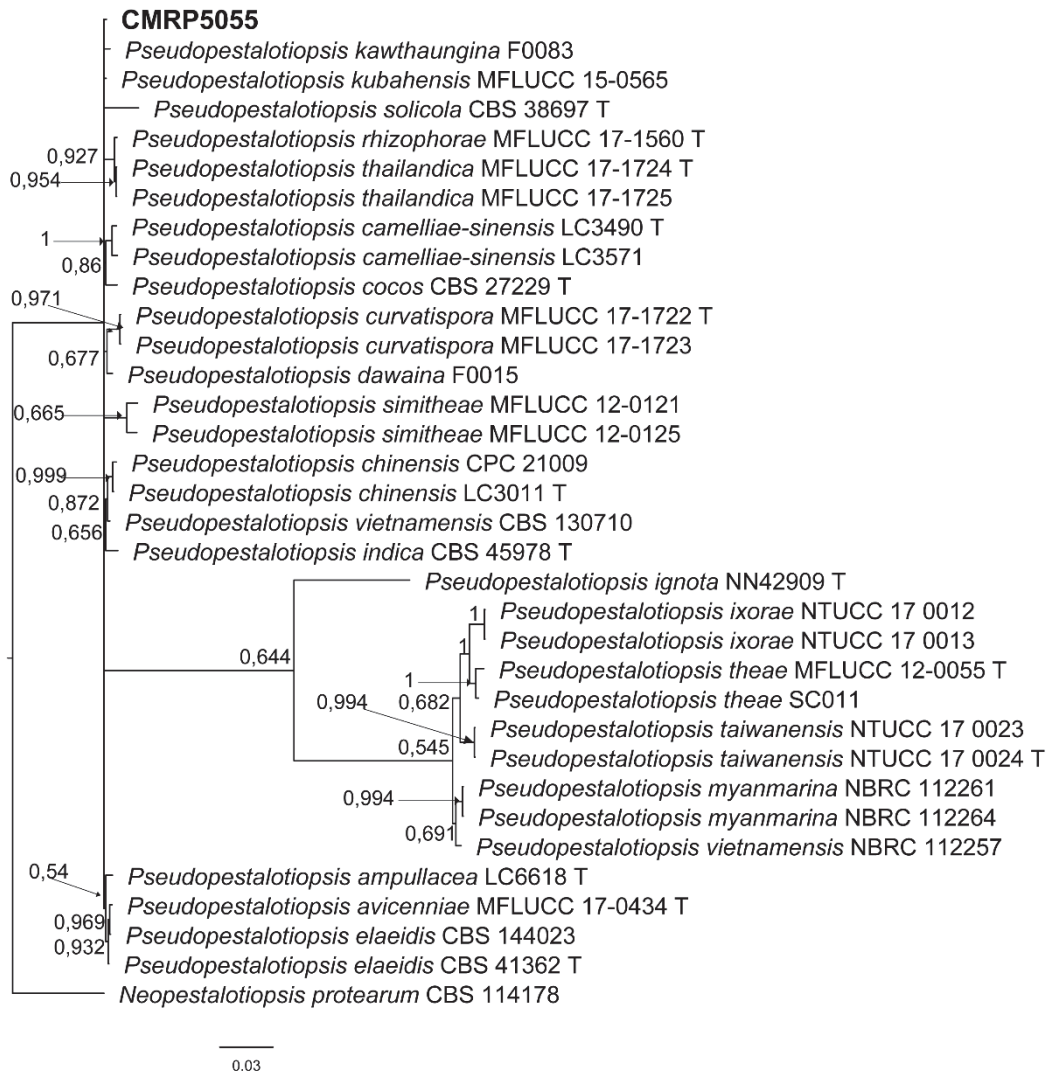 CMRP5055
Pseudopestalotiopsis kawthaungina F0083
Pseudopestalotiopsis kubahensis MFLUCC 15-0565
Pseudopestalotiopsis solicola CBS 38697 T
Pseudopestalotiopsis rhizophorae MFLUCC 17-1560 T
0,927
Pseudopestalotiopsis thailandica MFLUCC 17-1724 T
0,954
Pseudopestalotiopsis thailandica MFLUCC 17-1725
Pseudopestalotiopsis camelliae-sinensis LC3490 T
1
Pseudopestalotiopsis camelliae-sinensis LC3571
0,86
Pseudopestalotiopsis cocos CBS 27229 T
0,971
Pseudopestalotiopsis curvatispora MFLUCC 17-1722 T
Pseudopestalotiopsis curvatispora MFLUCC 17-1723
0,677
Pseudopestalotiopsis dawaina F0015
Pseudopestalotiopsis simitheae MFLUCC 12-0121
0,665
Pseudopestalotiopsis simitheae MFLUCC 12-0125
Pseudopestalotiopsis chinensis CPC 21009
0,999
Pseudopestalotiopsis chinensis LC3011 T
0,872
Pseudopestalotiopsis vietnamensis CBS 130710
0,656
Pseudopestalotiopsis indica CBS 45978 T
Pseudopestalotiopsis ignota NN42909 T
1
Pseudopestalotiopsis ixorae NTUCC 17 0012
Pseudopestalotiopsis ixorae NTUCC 17 0013
1
0,644
Pseudopestalotiopsis theae MFLUCC 12-0055 T
1
0,682
Pseudopestalotiopsis theae SC011
0,994
Pseudopestalotiopsis taiwanensis NTUCC 17 0023
0,545
Pseudopestalotiopsis taiwanensis NTUCC 17 0024 T
Pseudopestalotiopsis myanmarina NBRC 112261
0,994
Pseudopestalotiopsis myanmarina NBRC 112264
0,691
Pseudopestalotiopsis vietnamensis NBRC 112257
0,54
Pseudopestalotiopsis ampullacea LC6618 T
Pseudopestalotiopsis avicenniae MFLUCC 17-0434 T
0,969
Pseudopestalotiopsis elaeidis CBS 144023
0,932
Pseudopestalotiopsis elaeidis CBS 41362 T
Neopestalotiopsis protearum CBS 114178
0.03